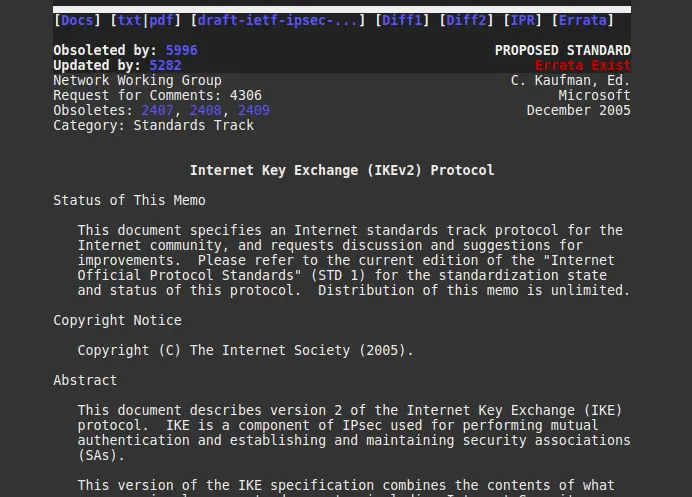 [Docs] [txt|pdf] [draft-ietf-ipsec-...] [Diff1] [Diff2] [IPR] [Errata]
Obsoleted by: 5996 PROPOSED STANDARD
Updated by: 5282 Errata Exist
Network Working Group C. Kaufman, Ed.
Request for Comments: 4306 Microsoft
Obsoletes: 2407, 2408, 2409 December 2005
Category: Standards Track
Internet Key Exchange (IKEv2) Protocol
Status of This Memo
This document specifies an Internet standards track protocol for the
Internet community, and requests discussion and suggestions for
improvements. Please refer to the current edition of the "Internet
Official Protocol Standards" (STD 1) for the standardization state
and status of this protocol. Distribution of this memo is unlimited.
Copyright Notice
Copyright (C) The Internet Society (2005).
Abstract
This document describes version 2 of the Internet Key Exchange (IKE)
protocol. IKE is a component of IPsec used for performing mutual
authentication and establishing and maintaining security associations
(SAs).
This version of the IKE specification combines the contents of what